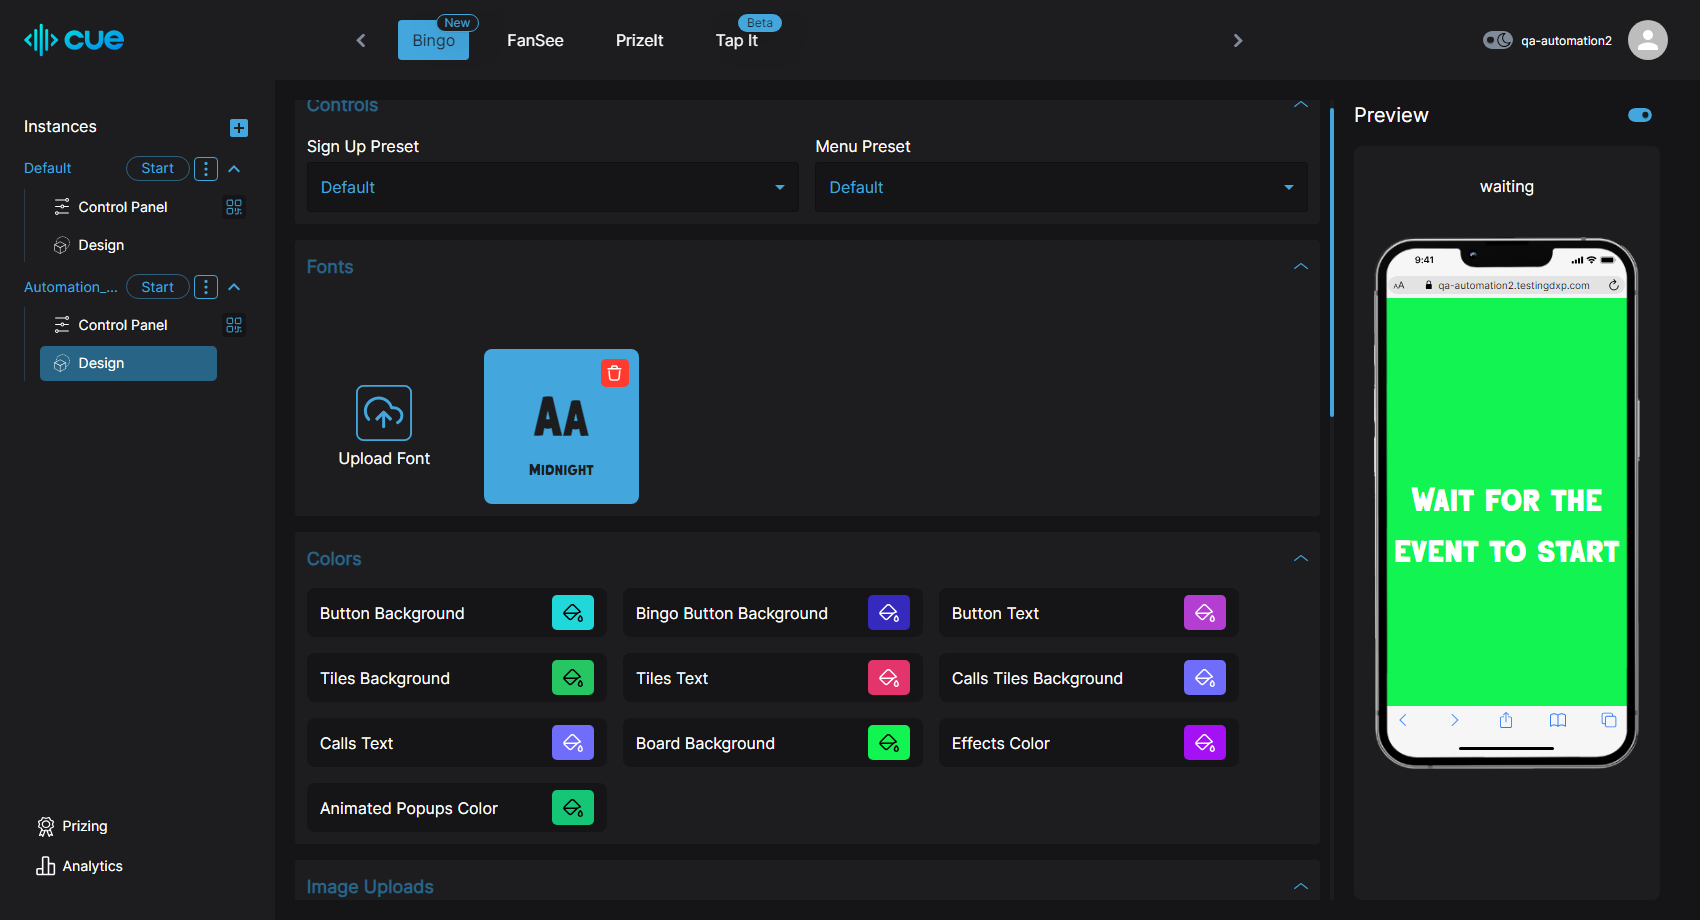 cue
Bingo
New
FanSee
PrizeIt
Tap It
Beta
qa-automation2
Instances
Default
Start
Control Panel
Design
Automation_...
Start
Control Panel
Design
Prizing
Analytics
Controls
Sign Up Preset
Menu Preset
Default
Default
Fonts
Upload Font
Aa
Midnight
Colors
Button Background
Bingo Button Background
Button Text
Tiles Background
Tiles Text
Calls Tiles Background
Calls Text
Board Background
Effects Color
Animated Popups Color
Image Uploads
Preview
waiting
9:41
AA
qa-automation2.testingdxp.com
Wait for the
event to start